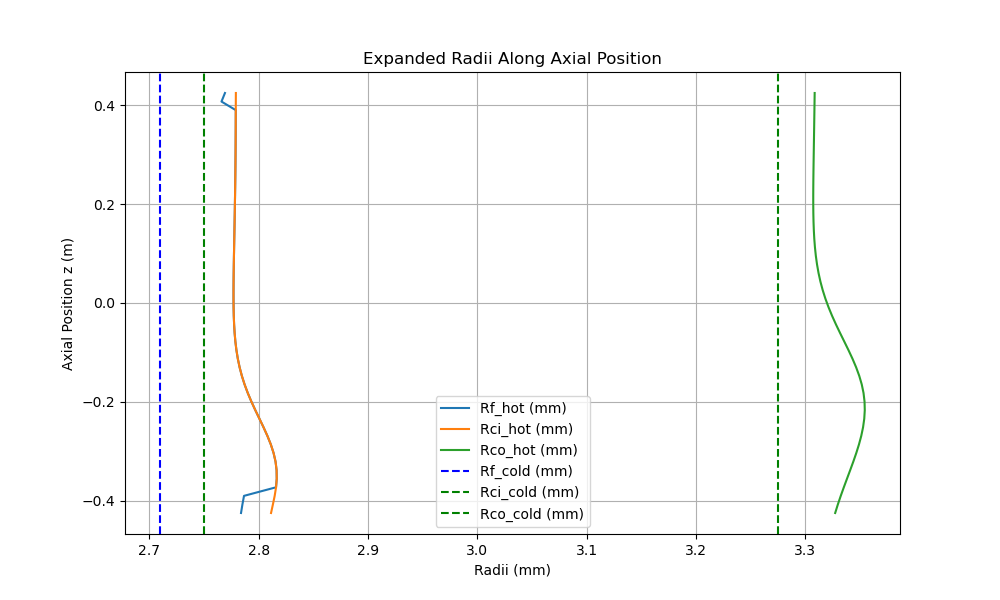 Expanded Radii Along Axial Position
Axial Position z (m)
0.4
0.2
0.0
−0.2
−0.4
Rf_hot (mm)
Rci_hot (mm)
Rco_hot (mm)
Rf_cold (mm)
Rci_cold (mm)
Rco_cold (mm)
2.7 2.8 2.9 3.0 3.1 3.2 3.3
Radii (mm)